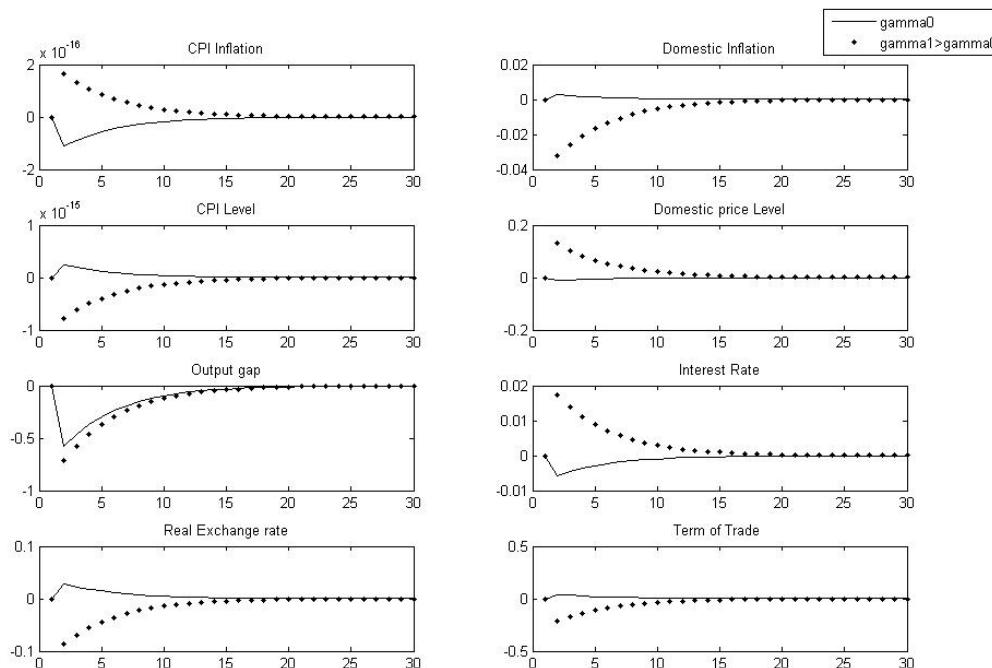 gamma0
gamma1>gamma0
CPI Inflation
x 10^-16
2
0
-2
0 5 10 15 20 25 30
Domestic Inflation
0.02
0
-0.02
-0.04
0 5 10 15 20 25 30
CPI Level
x 10^-15
1
0
-1
0 5 10 15 20 25 30
Domestic price Level
0.2
0
-0.2
0 5 10 15 20 25 30
Output gap
0
-0.5
-1
0 5 10 15 20 25 30
Interest Rate
0.02
0.01
0
-0.01
0 5 10 15 20 25 30
Real Exchange rate
0.1
0
-0.1
0 5 10 15 20 25 30
Term of Trade
0.5
0
-0.5
0 5 10 15 20 25 30